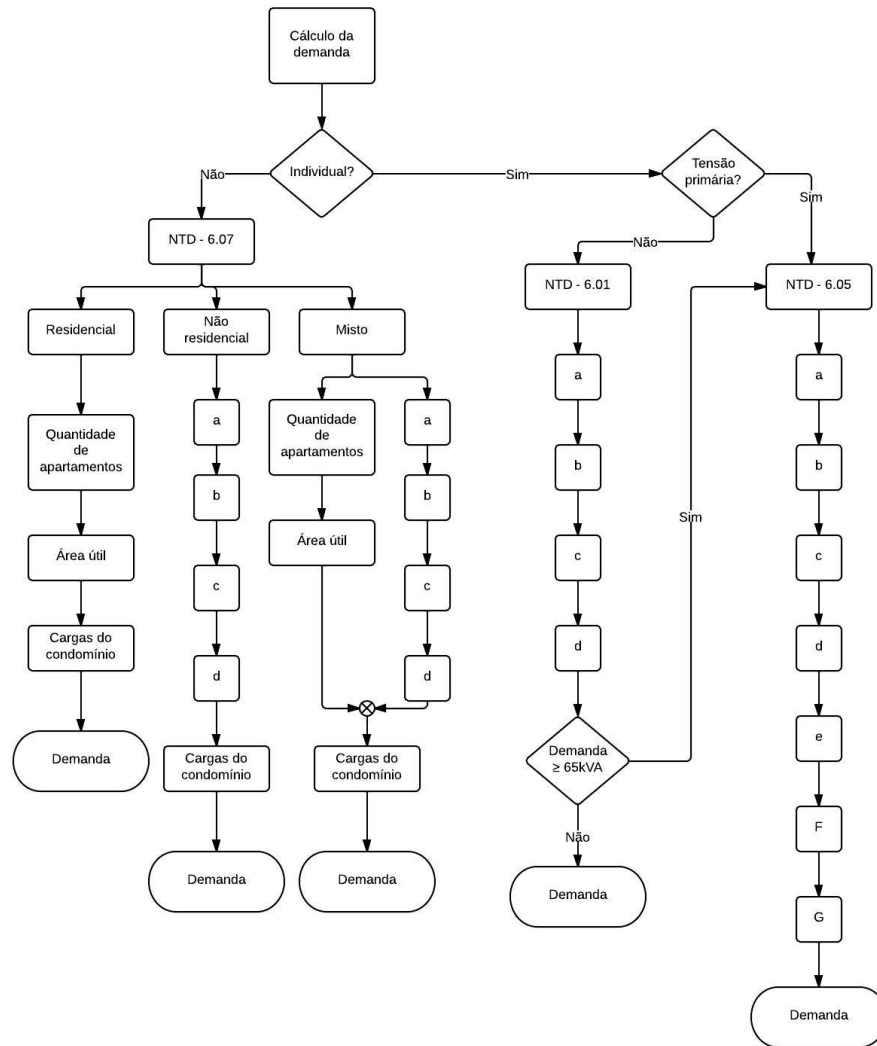 Cálculo da
demanda
Individual?
Não
Sim
Tensão
primária?
Sim
Não
NTD - 6.07
NTD - 6.01
NTD - 6.05
Residencial
Não
residencial
Misto
Quantidade
de
apartamentos
Área útil
Cargas do
condomínio
Demanda
a
b
c
d
Cargas do
condomínio
Demanda
Quantidade
de
apartamentos
Área útil
a
b
c
d
Cargas do
condomínio
Demanda
a
b
c
d
Demanda
≥ 65kVA
Sim
Não
Demanda
a
b
c
d
e
F
G
Demanda